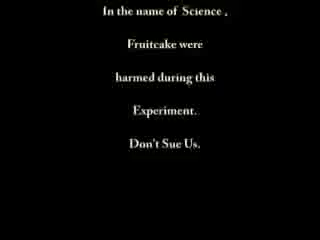 In the name of Science ,
Fruitcake were
harmed during this
Experiment.
Don't Sue Us.